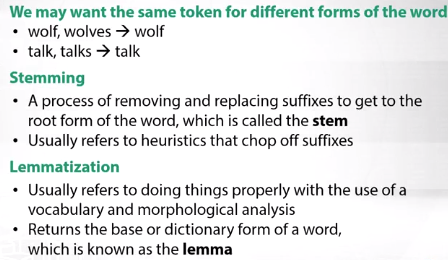 We may want the same token for different forms of the word
• wolf, wolves → wolf
• talk, talks → talk
Stemming
• A process of removing and replacing suffixes to get to the
root form of the word, which is called the stem
• Usually refers to heuristics that chop off suffixes
Lemmatization
• Usually refers to doing things properly with the use of a
vocabulary and morphological analysis
• Returns the base or dictionary form of a word,
which is known as the lemma